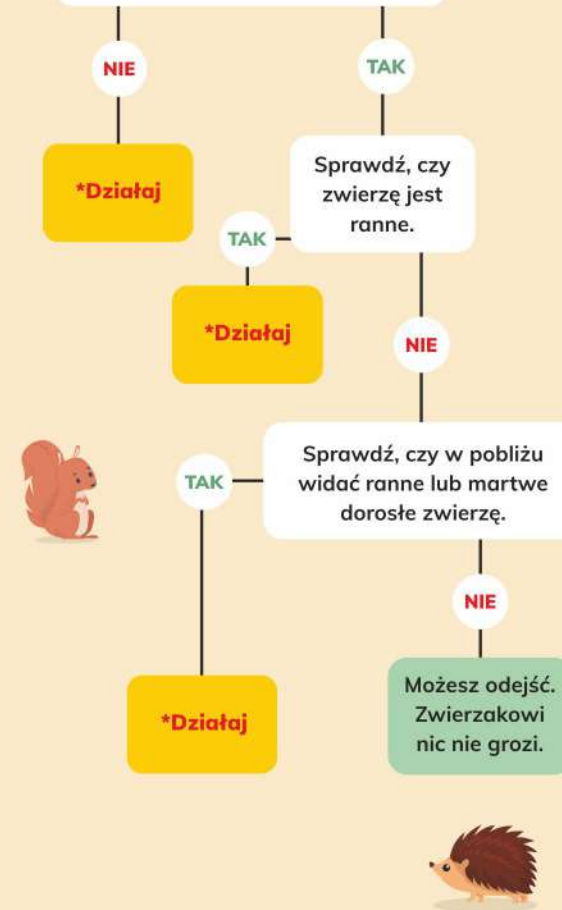 NIE
TAK
*Działaj
Sprawdź, czy
zwierzę jest
ranne.
TAK
*Działaj
NIE
Sprawdź, czy w pobliżu
widać ranne lub martwe
dorosłe zwierzę.
TAK
NIE
*Działaj
Możesz odejść.
Zwierzakowi
nic nie grozi.